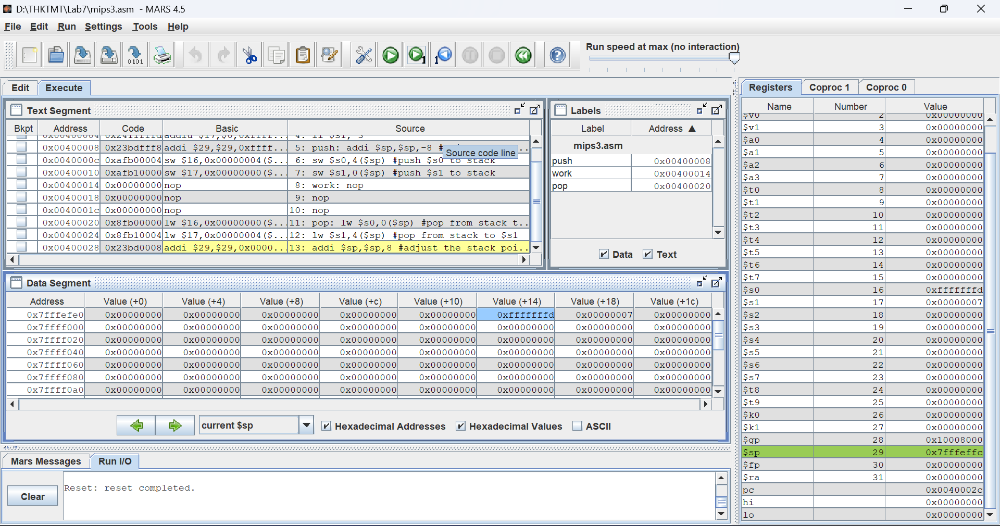 D:\THKTMT\Lab7\mips3.asm - MARS 4.5
File Edit Run Settings Tools Help
Run speed at max (no interaction)
Edit Execute
Text Segment
Bkpt Address Code Basic Source
0x00400008 0x23bdfff8 addi $29,$29,0xffff... 5: push: addi $sp,$sp,-8 #
Source code line
0x0040000c 0xafb00004 sw $16,0x00000004($... 6: sw $s0,4($sp) #push $s0 to stack
0x00400010 0xafb10000 sw $17,0x00000000($... 7: sw $s1,0($sp) #push $s1 to stack
0x00400014 0x00000000 nop 8: work: nop
0x00400018 0x00000000 nop 9: nop
0x0040001c 0x00000000 nop 10: nop
0x00400020 0x8fb00000 lw $16,0x00000000($... 11: pop: lw $s0,0($sp) #pop from stack t...
0x00400024 0x8fb10004 lw $17,0x00000004($... 12: lw $s1,4($sp) #pop from stack to $s1
0x00400028 0x23bd0008 addi $29,$29,0x0000... 13: addi $sp,$sp,8 #adjust the stack poi...
Labels
Label Address ▲
mips3.asm
push 0x00400008
work 0x00400014
pop 0x00400020
Data Text
Data Segment
Address Value (+0) Value (+4) Value (+8) Value (+c) Value (+10) Value (+14) Value (+18) Value (+1c)
0x7fffefe0 0x00000000 0x00000000 0x00000000 0x00000000 0x00000000 0xfffffffd 0x00000007 0x00000000
0x7ffff000 0x00000000 0x00000000 0x00000000 0x00000000 0x00000000 0x00000000 0x00000000 0x00000000
0x7ffff020 0x00000000 0x00000000 0x00000000 0x00000000 0x00000000 0x00000000 0x00000000 0x00000000
0x7ffff040 0x00000000 0x00000000 0x00000000 0x00000000 0x00000000 0x00000000 0x00000000 0x00000000
0x7ffff060 0x00000000 0x00000000 0x00000000 0x00000000 0x00000000 0x00000000 0x00000000 0x00000000
0x7ffff080 0x00000000 0x00000000 0x00000000 0x00000000 0x00000000 0x00000000 0x00000000 0x00000000
0x7ffff0a0 0x00000000 0x00000000 0x00000000 0x00000000 0x00000000 0x00000000 0x00000000 0x00000000
current $sp Hexadecimal Addresses Hexadecimal Values ASCII
Mars Messages Run I/O
Clear
Reset: reset completed.
Registers Coproc 1 Coproc 0
Name Number Value
$v0 2 0x00000000
$v1 3 0x00000000
$a0 4 0x00000000
$a1 5 0x00000000
$a2 6 0x00000000
$a3 7 0x00000000
$t0 8 0x00000000
$t1 9 0x00000000
$t2 10 0x00000000
$t3 11 0x00000000
$t4 12 0x00000000
$t5 13 0x00000000
$t6 14 0x00000000
$t7 15 0x00000000
$s0 16 0xfffffffd
$s1 17 0x00000007
$s2 18 0x00000000
$s3 19 0x00000000
$s4 20 0x00000000
$s5 21 0x00000000
$s6 22 0x00000000
$s7 23 0x00000000
$t8 24 0x00000000
$t9 25 0x00000000
$k0 26 0x00000000
$k1 27 0x00000000
$gp 28 0x10008000
$sp 29 0x7fffeffc
$fp 30 0x00000000
$ra 31 0x00000000
pc 0x0040002c
hi 0x00000000
lo 0x00000000